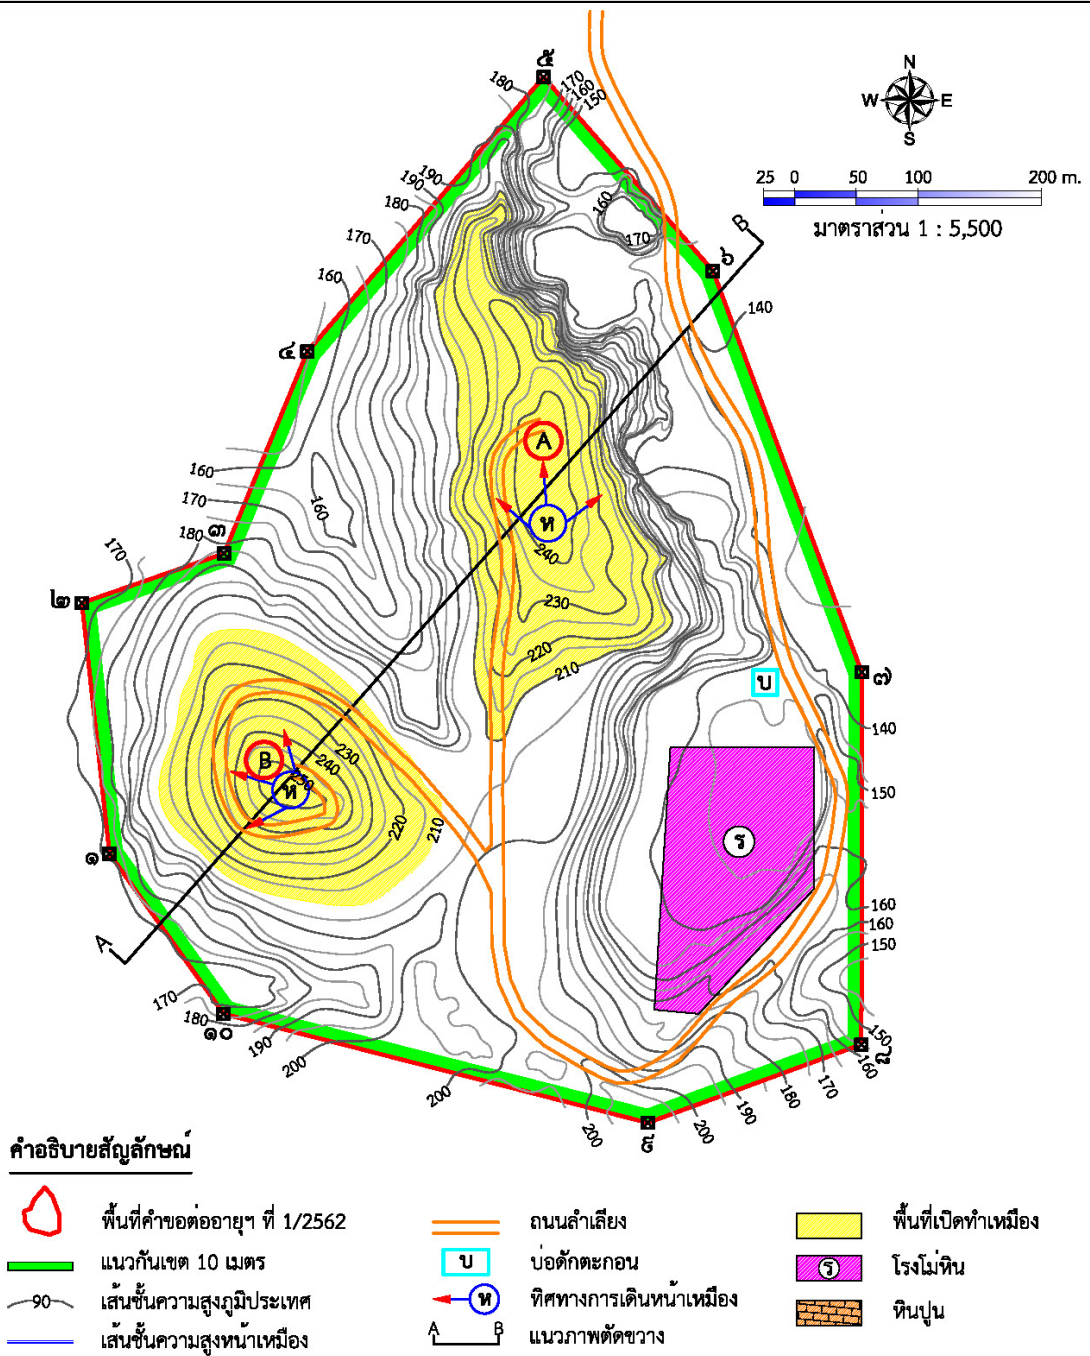 N
W E
S
25 0 50 100 200 m.
มาตราส่วน 1 : 5,500
๕
180
170
160
150
190
190
180
170
160
160
170
B
๖
140
๔
A
ห
160
170
160
๓
180
170
240
230
220
210
๒
บ
๗
140
B
230
240
250
ห
220
210
150
ร
๑
A
160
160
150
170
180
๑๐
190
200
200
200
๙
200
190
180
170
160
150
๘
คำอธิบายสัญลักษณ์
พื้นที่คำขอต่ออายุฯ ที่ 1/2562
แนวกันเขต 10 เมตร
90 เส้นชั้นความสูงภูมิประเทศ
เส้นชั้นความสูงหน้าเหมือง
ถนนลำเลียง
บ บ่อดักตะกอน
ห ทิศทางการเดินหน้าเหมือง
A B แนวภาพตัดขวาง
พื้นที่เปิดทำเหมือง
ร โรงโม่หิน
หินปูน